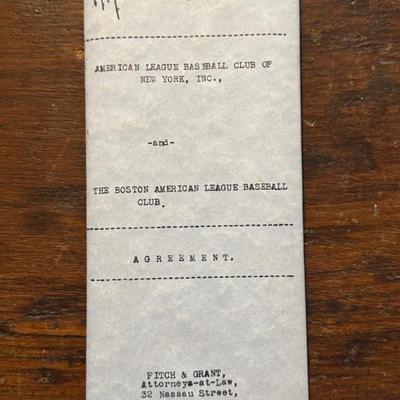 AMERICAN LEAGUE BASEBALL CLUB OF
NEW YORK, INC.,
-and-
THE BOSTON AMERICAN LEAGUE BASEBALL
CLUB.
A G R E E M E N T.
FITCH & GRANT,
Attorneys-at-Law,
32 Nassau Street,